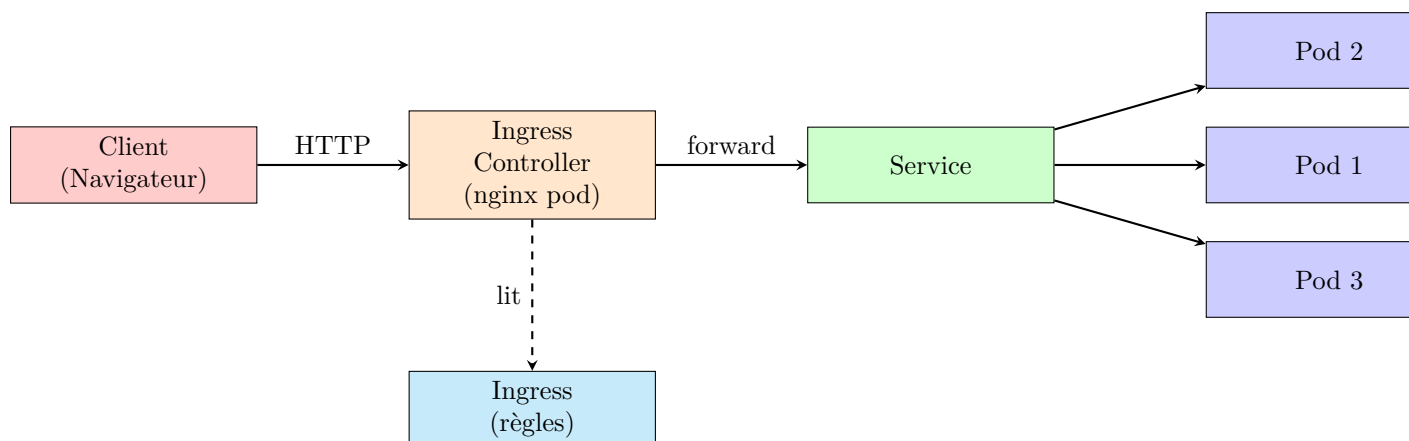 Client
(Navigateur)
HTTP
Ingress
Controller
(nginx pod)
forward
Service
Pod 2
Pod 1
Pod 3
lit
Ingress
(règles)